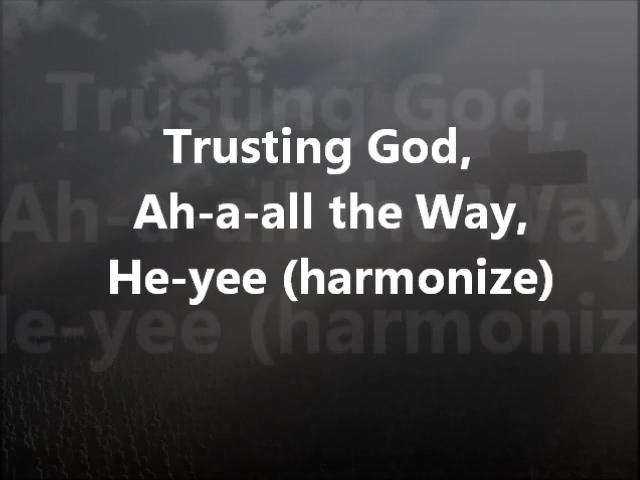 Trusting God,
Ah-a-all the Way,
He-yee (harmonize)